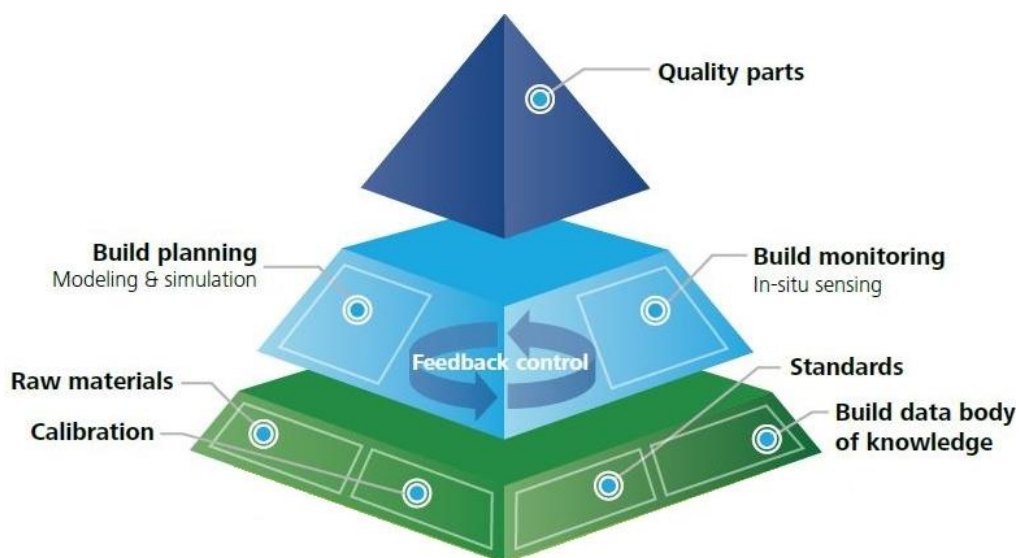 Quality parts
Build planning
Modeling & simulation
Build monitoring
In-situ sensing
Feedback control
Raw materials
Calibration
Standards
Build data body
of knowledge